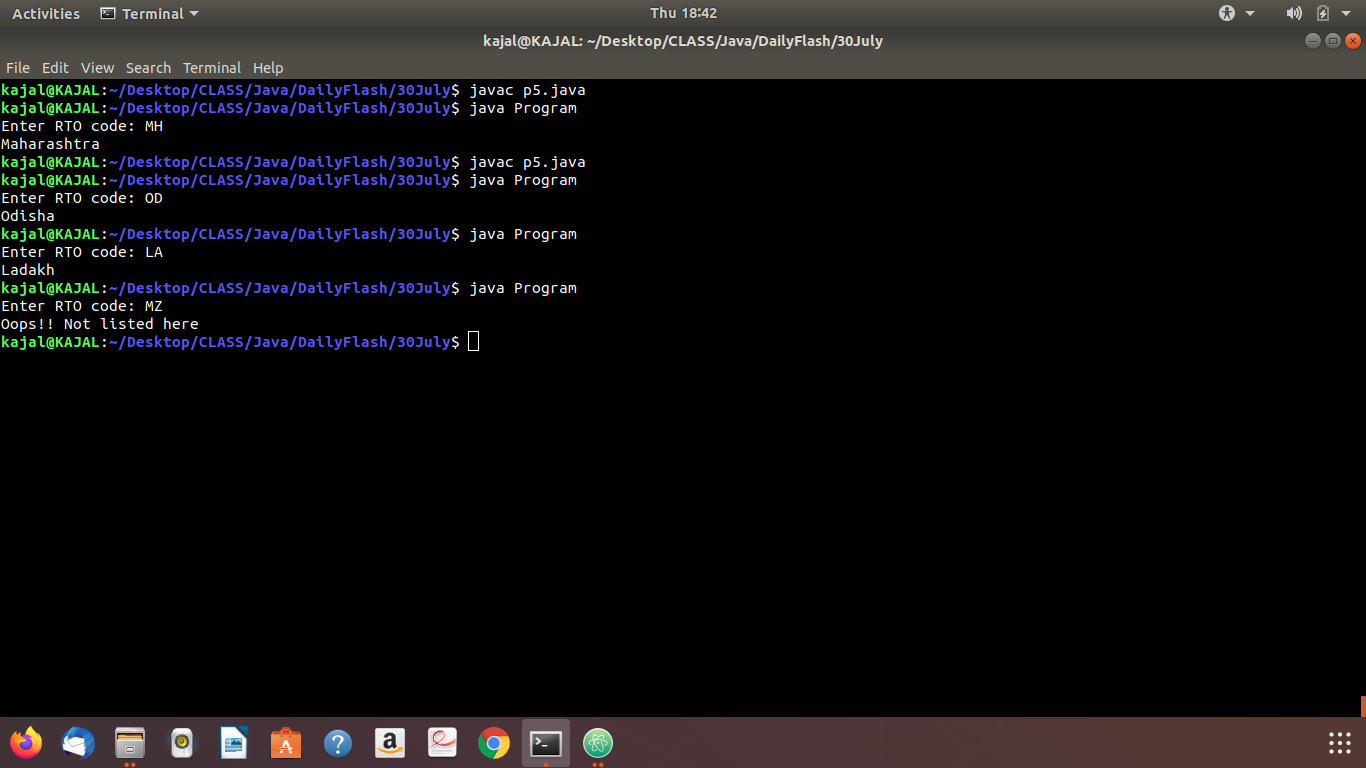 Activities Terminal Thu 18:42
kajal@KAJAL: ~/Desktop/CLASS/Java/DailyFlash/30July
File Edit View Search Terminal Help
kajal@KAJAL:~/Desktop/CLASS/Java/DailyFlash/30July$ javac p5.java
kajal@KAJAL:~/Desktop/CLASS/Java/DailyFlash/30July$ java Program
Enter RTO code: MH
Maharashtra
kajal@KAJAL:~/Desktop/CLASS/Java/DailyFlash/30July$ javac p5.java
kajal@KAJAL:~/Desktop/CLASS/Java/DailyFlash/30July$ java Program
Enter RTO code: OD
Odisha
kajal@KAJAL:~/Desktop/CLASS/Java/DailyFlash/30July$ java Program
Enter RTO code: LA
Ladakh
kajal@KAJAL:~/Desktop/CLASS/Java/DailyFlash/30July$ java Program
Enter RTO code: MZ
Oops!! Not listed here
kajal@KAJAL:~/Desktop/CLASS/Java/DailyFlash/30July$